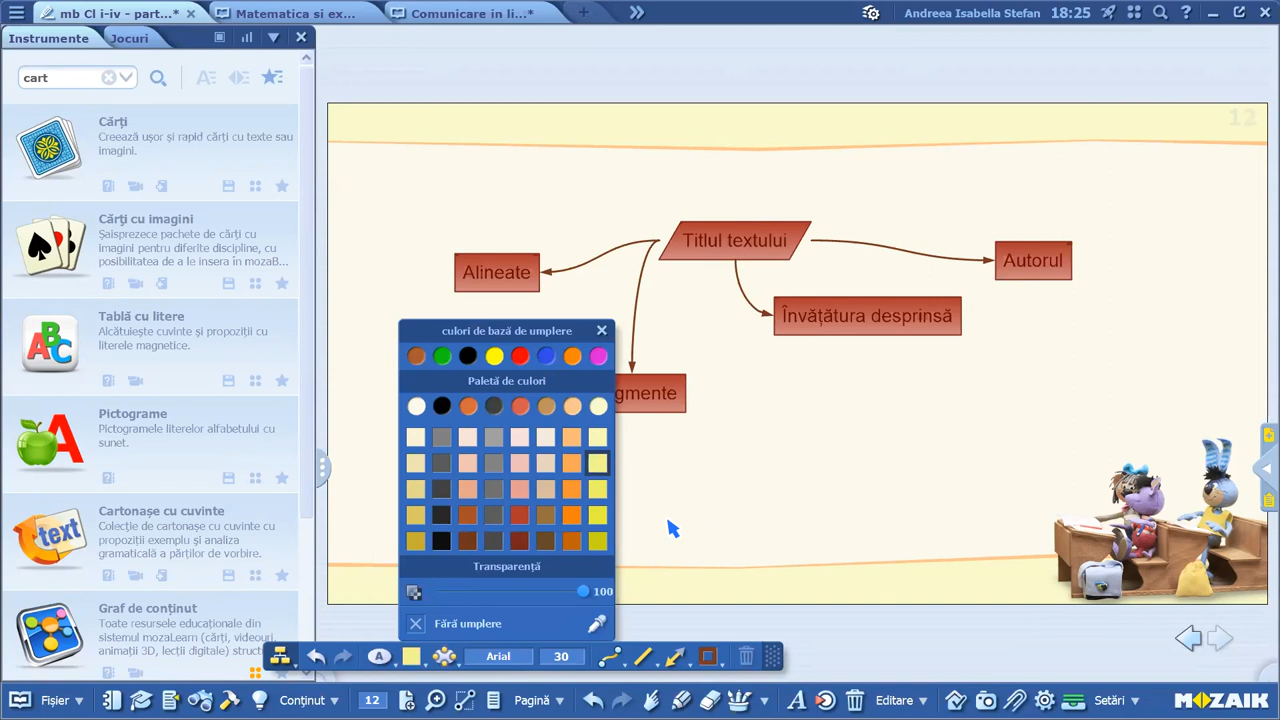 mb Cl i-iv - part...*
Matematica si ex...
Comunicare in li...*
Andreea Isabella Stefan
18:25
Instrumente
Jocuri
cart
Cărți
Creează ușor și rapid cărți cu texte sau
imagini.
Cărți cu imagini
Șaisprezece pachete de cărți cu
imagini pentru diferite discipline, cu
posibilitatea de a le insera în mozaB...
Tablă cu litere
Alcătuiește cuvinte și propoziții cu
literele magnetice.
Pictograme
Pictogramele literelor alfabetului cu
sunet.
Cartonașe cu cuvinte
Colecție de cartonașe cu cuvinte cu
propoziții exemplu și analiza
gramaticală a părților de vorbire.
Graf de conținut
Toate resursele educaționale din
sistemul mozaLearn (cărți, videouri,
animații 3D, lecții digitale) struct...
12
Titlul textului
Alineate
Autorul
Învățătura desprinsă
gmente
culori de bază de umplere
Paletă de culori
Transparență
100
Fără umplere
A
Arial
30
Fișier
Conținut
12
Pagină
Editare
Setări
MOZAIK